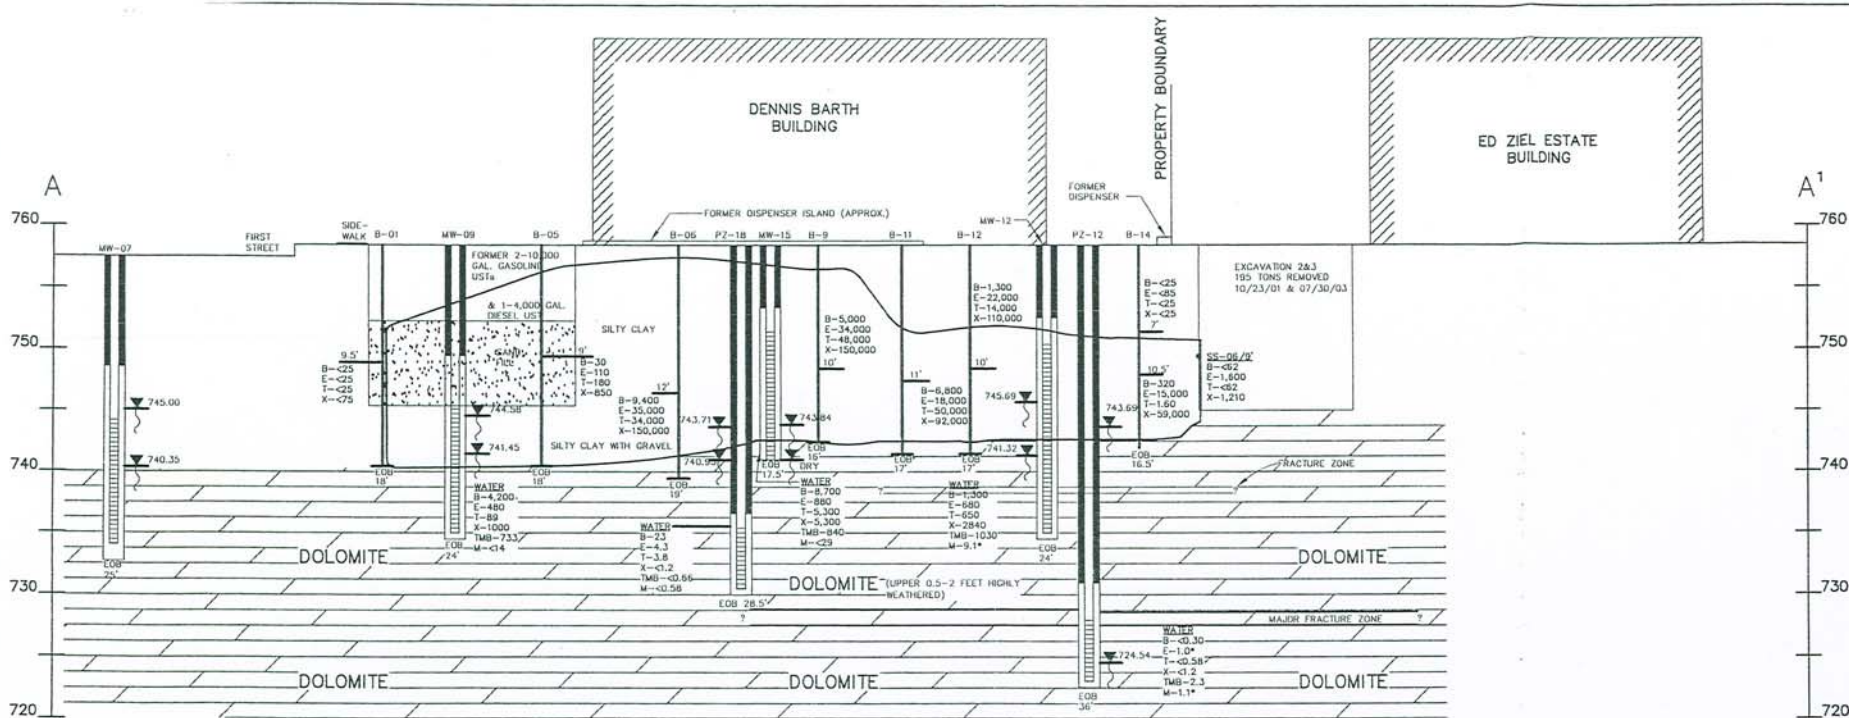 DENNIS BARTH
BUILDING
PROPERTY BOUNDARY
ED ZIEL ESTATE
BUILDING
A
A¹
FORMER
DISPENSER
FORMER DISPENSER ISLAND (APPROX.)
760
750
740
730
720
760
750
740
730
720
MW-07
FIRST
STREET
SIDE-
WALK
B-01
MW-09
B-05
B-06
PZ-18
MW-15
B-9
B-11
B-12
MW-12
PZ-12
B-14
FORMER 2-10,000
GAL. GASOLINE
USTs
& 1-4,000 GAL.
DIESEL UST
SAND
FILL
SILTY CLAY
SILTY CLAY WITH GRAVEL
EXCAVATION 2&3
195 TONS REMOVED
10/23/01 & 07/30/03
9.5'
B-<25
E-<25
T-<25
X-<75
9'
B-30
E-110
T-180
X-850
12'
B-9,400
E-35,000
T-34,000
X-150,000
B-5,000
E-34,000
T-48,000
X-150,000
10'
11'
B-6,800
E-18,000
T-50,000
X-92,000
B-1,300
E-22,000
T-14,000
X-110,000
10'
B-<25
E-<85
T-<25
X-<25
7'
10.5'
B-320
E-15,000
T-1.60
X-59,000
SS-06/9'
B-<62
E-1,600
T-<62
X-1,210
745.00
740.35
744.58
741.45
743.71
740.95
743.84
DRY
745.69
741.32
743.69
724.54
EOB
25'
EOB
18'
EOB
24'
EOB
18'
EOB
19'
EOB 28.5'
EOB
17.5'
EOB
16'
EOB
17'
EOB
17'
EOB
24'
EOB
36'
EOB
16.5'
WATER
B-4,200
E-480
T-89
X-1000
TMB-733
M-<14
WATER
B-23
E-4.3
T-3.8
X-<1.2
TMB-<0.66
M-<0.58
WATER
B-8,700
E-880
T-5,300
X-5,300
TMB-840
M-<29
WATER
B-1,300
E-680
T-650
X-2840
TMB-1030
M-9.1*
WATER
B-<0.30
E-1.0*
T-<0.58
X-<1.2
TMB-2.3
M-1.1*
?
FRACTURE ZONE
?
DOLOMITE
DOLOMITE
(UPPER 0.5-2 FEET HIGHLY
WEATHERED)
DOLOMITE
?
MAJOR FRACTURE ZONE
?
DOLOMITE
DOLOMITE
DOLOMITE